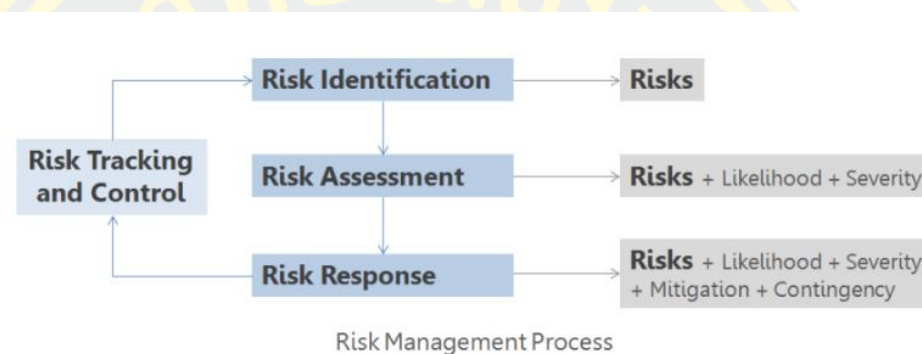 Risk Identification
Risks
Risk Tracking
and Control
Risk Assessment
Risks + Likelihood + Severity
Risk Response
Risks + Likelihood + Severity
+ Mitigation + Contingency
Risk Management Process